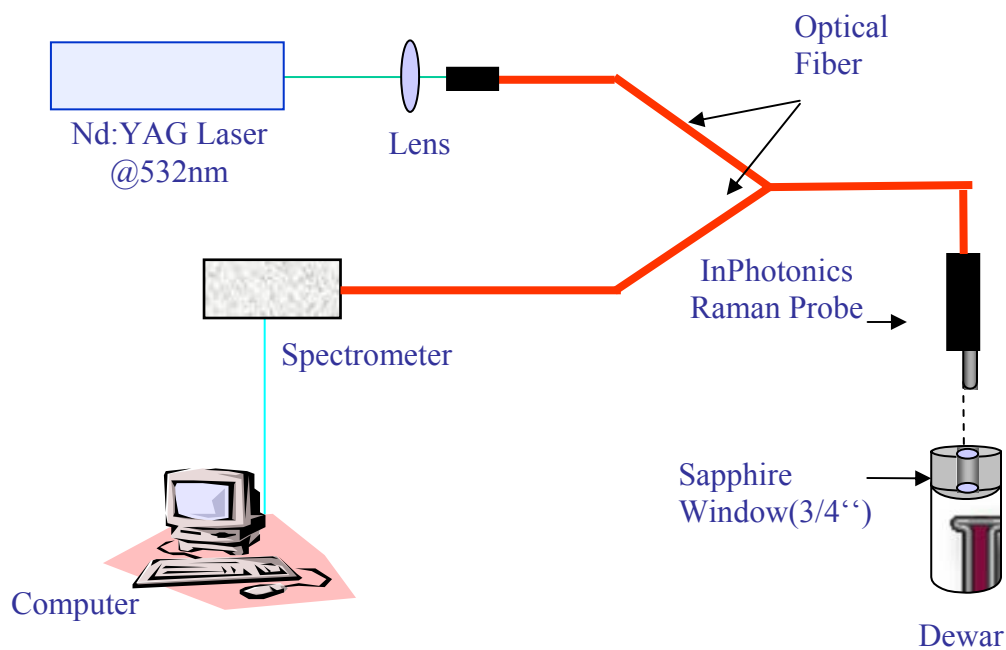 Optical
Fiber
Nd:YAG Laser
@532nm
Lens
InPhotonics
Raman Probe
Spectrometer
Sapphire
Window(3/4‘‘)
Computer
Dewar